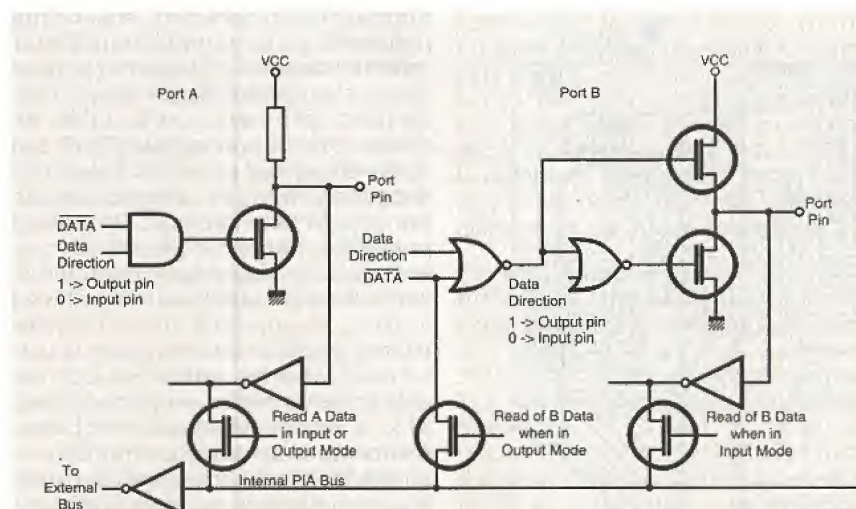 Port A
VCC
Port
Pin
DATA
Data
Direction
1 -> Output pin
0 -> Input pin
Read A Data
in Input or
Output Mode
To
External
Bus
Internal PIA Bus
Port B
VCC
Port
Pin
Data
Direction
DATA
Data
Direction
1 -> Output pin
0 -> Input pin
Read of B Data
when in
Output Mode
Read of B Data
when in
Input Mode